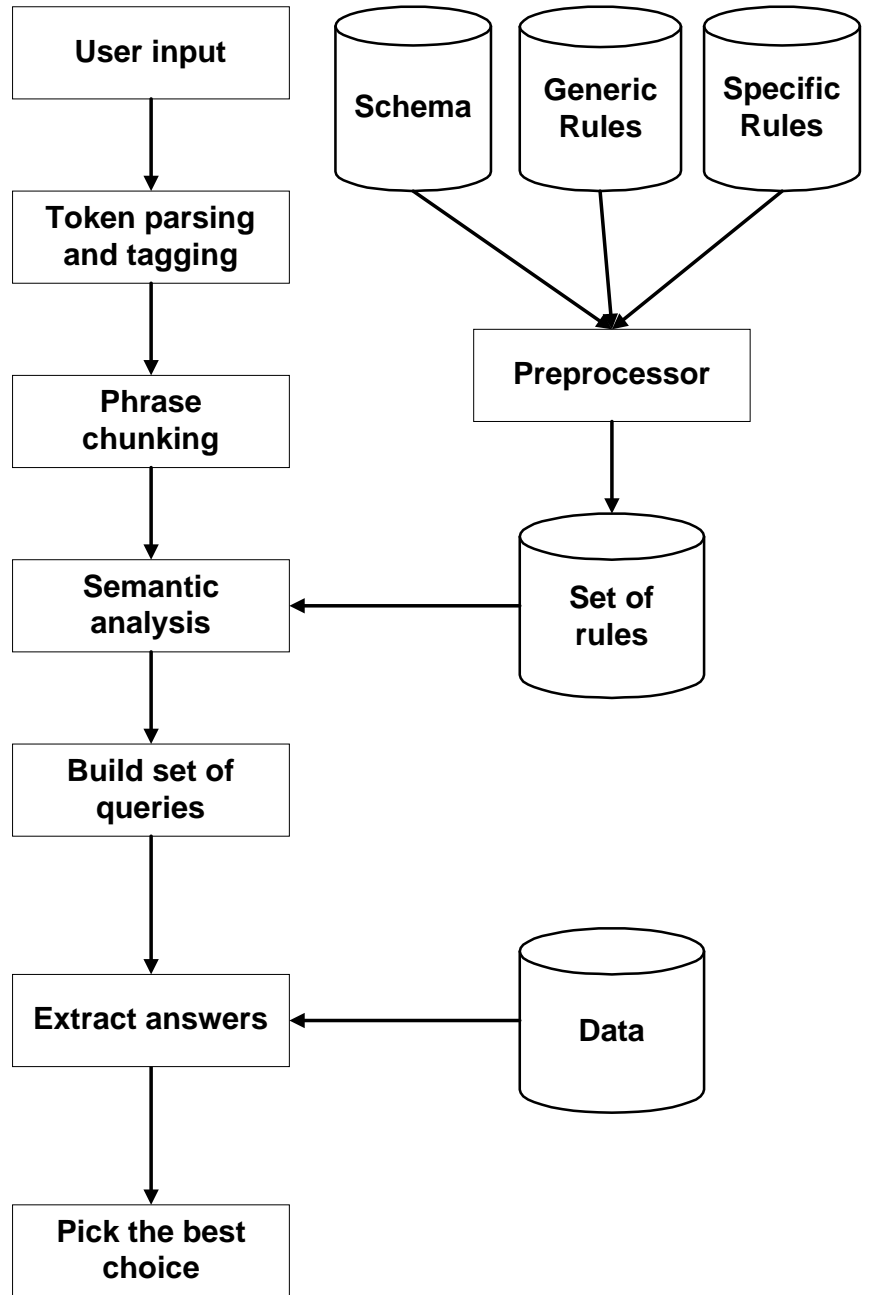 User input
Schema
Generic
Rules
Specific
Rules
Token parsing
and tagging
Preprocessor
Phrase
chunking
Semantic
analysis
Set of
rules
Build set of
queries
Extract answers
Data
Pick the best
choice